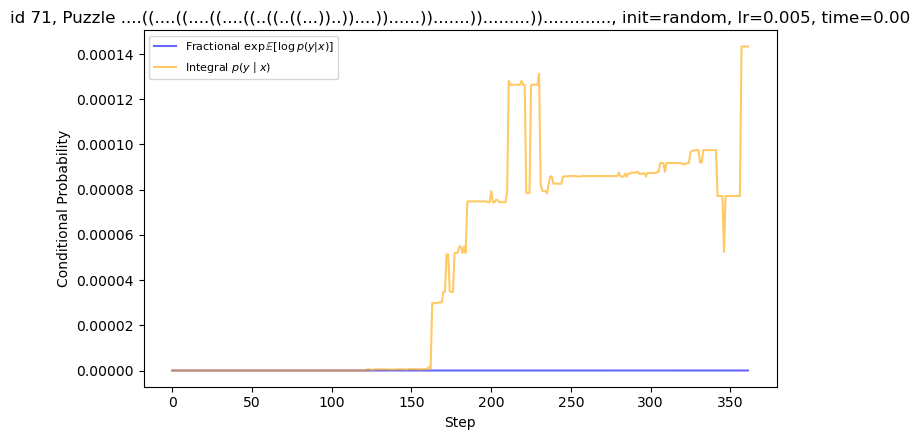 id 71, Puzzle ....((....((....((....((..((..((...))..))....))......)).......)).........))............., init=random, lr=0.005, time=0.00
Fractional exp𝔼[log p(y|x)]
Integral p(y | x)
0.00014
0.00012
0.00010
0.00008
0.00006
0.00004
0.00002
0.00000
Conditional Probability
0 50 100 150 200 250 300 350
Step